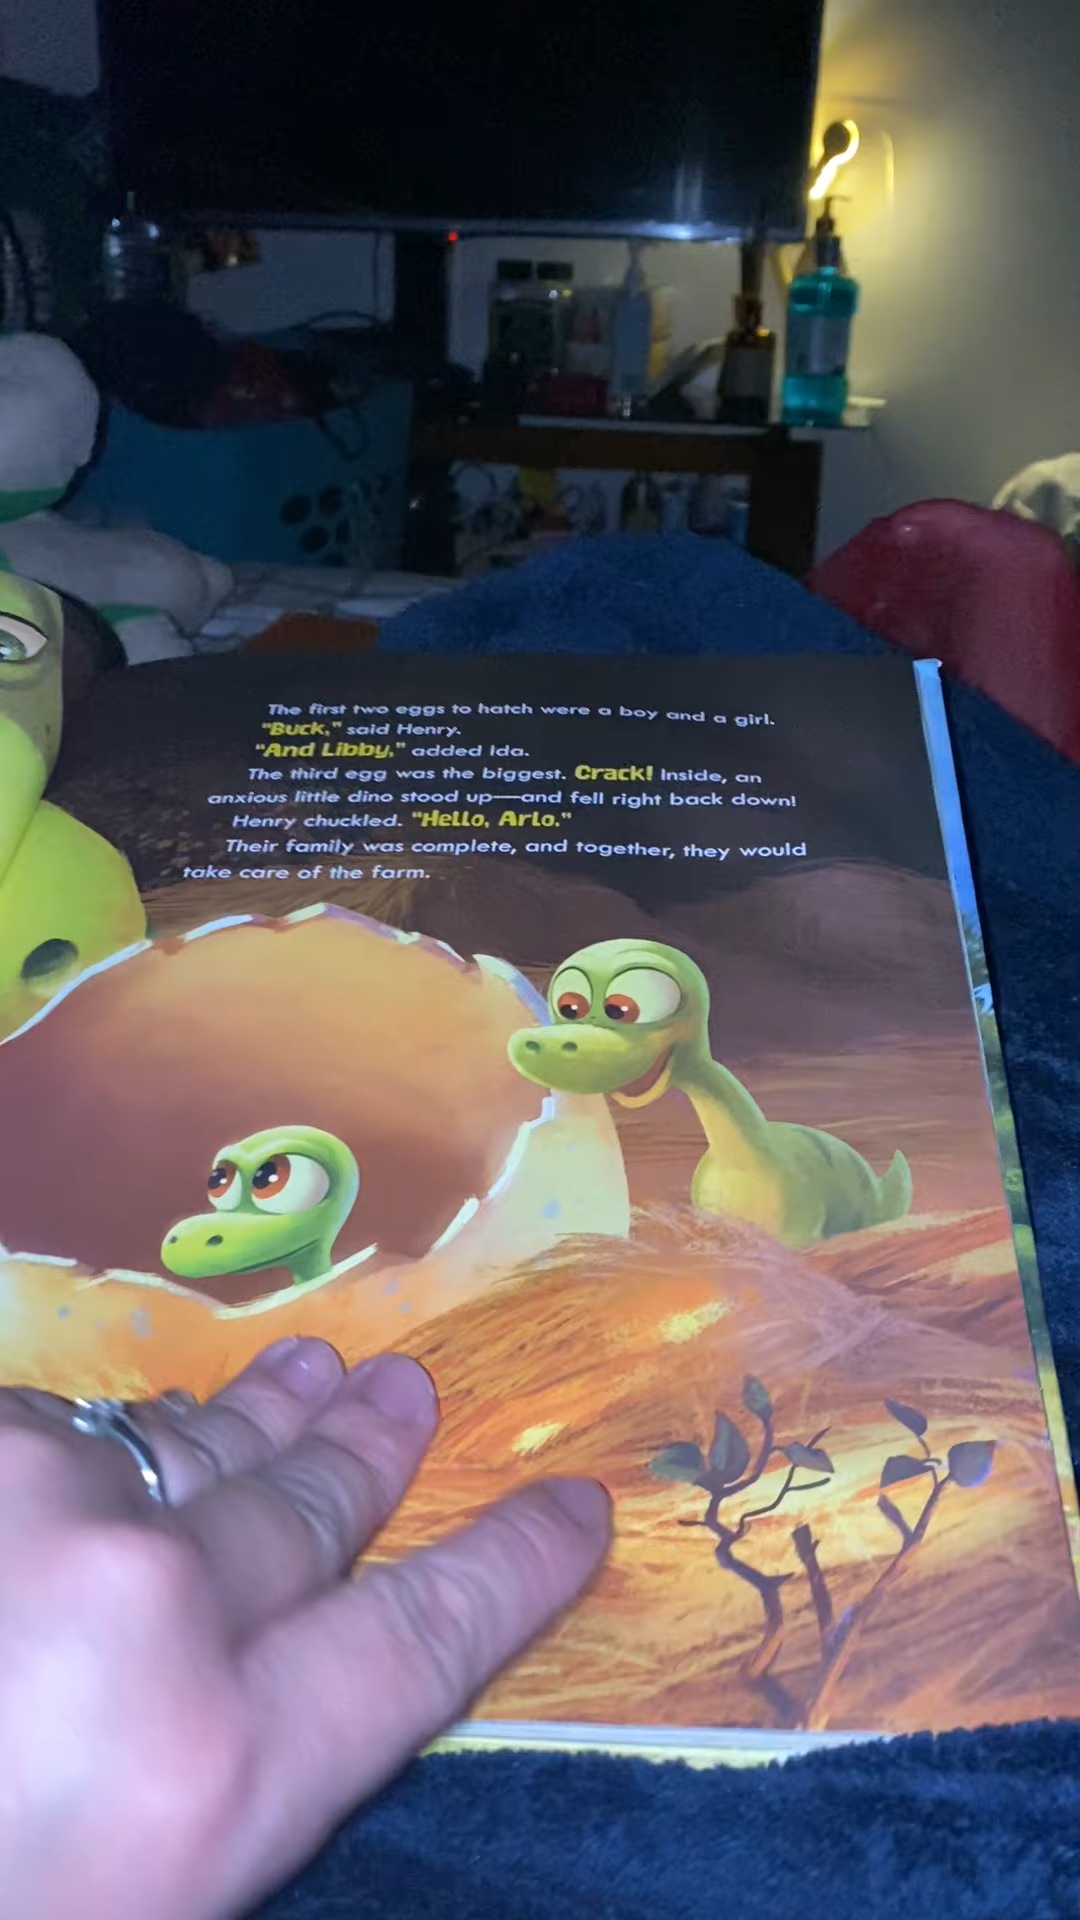 The first two eggs to hatch were a boy and a girl.
"Buck," said Henry.
"And Libby," added Ida.
The third egg was the biggest. Crack! Inside, an
anxious little dino stood up—and fell right back down!
Henry chuckled. "Hello, Arlo."
Their family was complete, and together, they would
take care of the farm.